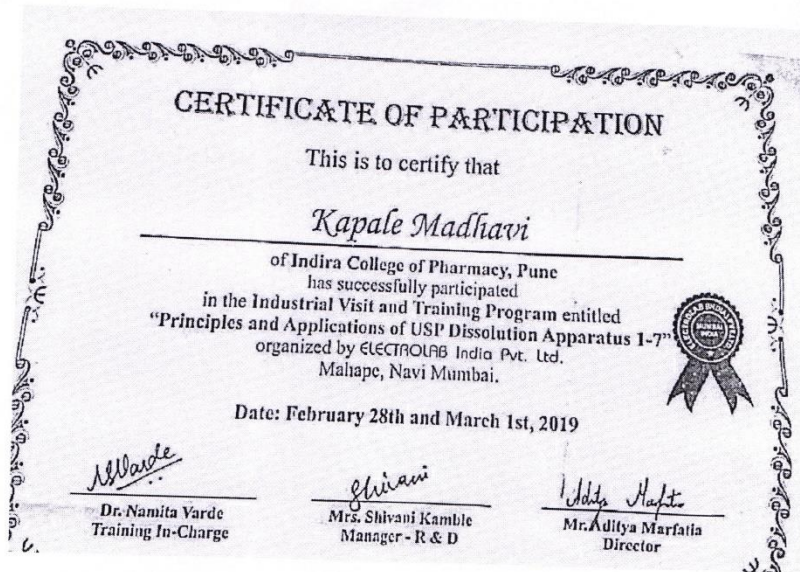 CERTIFICATE OF PARTICIPATION
This is to certify that
Kapale Madhavi
of Indira College of Pharmacy, Pune
has successfully participated
in the Industrial Visit and Training Program entitled
"Principles and Applications of USP Dissolution Apparatus 1-7"
organized by ELECTROLAB India Pvt. Ltd.
Mahape, Navi Mumbai.
MUMBAI
INDIA
Date: February 28th and March 1st, 2019
Shivani
Dr. Namita Varde
Training In-Charge
Mrs. Shivani Kamble
Manager - R & D
Mr. Aditya Marfatia
Director